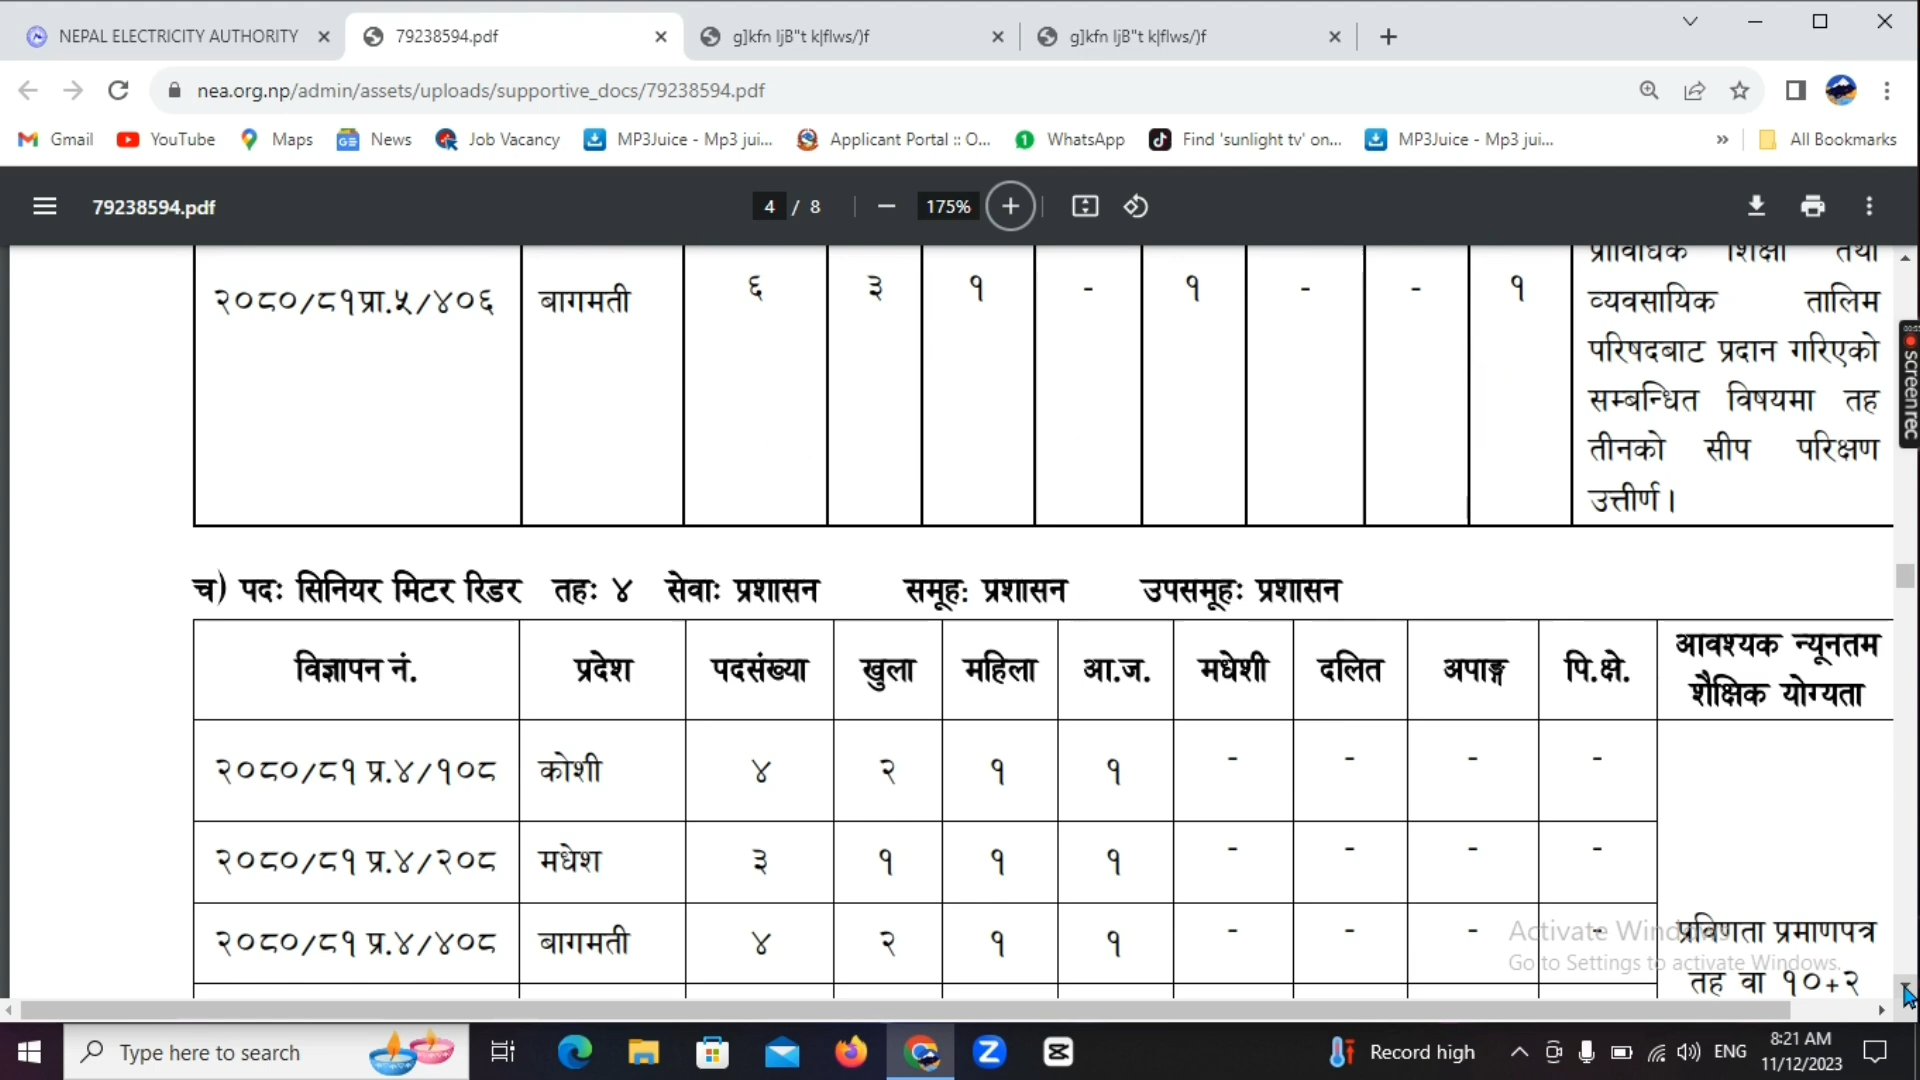 NEPAL ELECTRICITY AUTHORITY
79238594.pdf
g]kfn ljB"t k|flws/)f
g]kfn ljB"t k|flws/)f
nea.org.np/admin/assets/uploads/supportive_docs/79238594.pdf
Gmail YouTube Maps News Job Vacancy MP3Juice - Mp3 jui... Applicant Portal :: O... WhatsApp Find 'sunlight tv' on... MP3Juice - Mp3 jui... » All Bookmarks
79238594.pdf 4 / 8 175%
प्राविधिक शिक्षा तथा
२०८०/८१प्रा.५/४०६ बागमती ६ ३ १ - १ - - १
व्यवसायिक तालिम
परिषदबाट प्रदान गरिएको
सम्बन्धित विषयमा तह
तीनको सीप परिक्षण
उत्तीर्ण।
screenrec
च) पदः सिनियर मिटर रिडर तहः ४ सेवाः प्रशासन समूह: प्रशासन उपसमूहः प्रशासन
विज्ञापन नं. प्रदेश पदसंख्या खुला महिला आ.ज. मधेशी दलित अपाङ्ग पि.क्षे. आवश्यक न्यूनतम
शैक्षिक योग्यता
२०८०/८१ प्र.४/१०८ कोशी ४ २ १ १ - - - -
२०८०/८१ प्र.४/२०८ मधेश ३ १ १ १ - - - -
२०८०/८१ प्र.४/४०८ बागमती ४ २ १ १ - - - -
प्रविणता प्रमाणपत्र
तह वा १०+२
Activate Windows
Go to Settings to activate Windows.
Type here to search Record high ENG 8:21 AM
11/12/2023